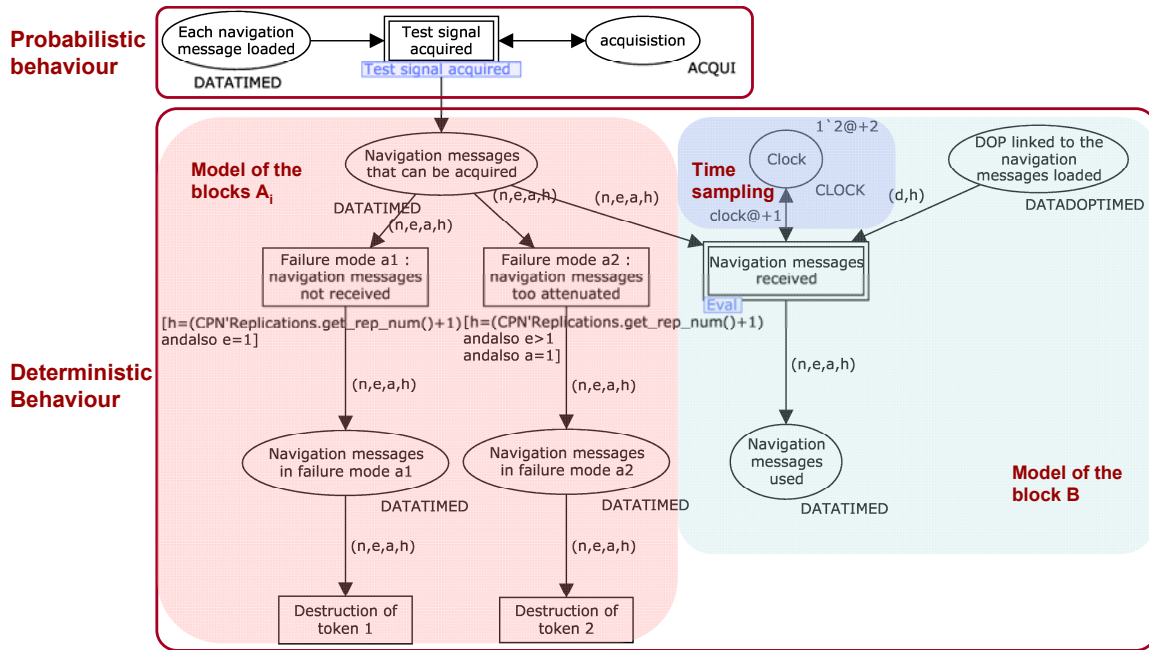 Probabilistic
behaviour
Each navigation
message loaded
DATATIMED
Test signal
acquired
Test signal acquired
acquisistion
ACQUI
Model of the
blocks Ai
Navigation messages
that can be acquired
DATATIMED
(n,e,a,h)
(n,e,a,h)
(n,e,a,h)
Time
sampling
1`2@+2
Clock
CLOCK
clock@+1
DOP linked to the
navigation
messages loaded
DATADOPTIMED
(d,h)
Failure mode a1 :
navigation messages
not received
Failure mode a2 :
navigation messages
too attenuated
Navigation messages
received
Eval
[h=(CPN'Replications.get_rep_num()+1)
andalso e=1]
[h=(CPN'Replications.get_rep_num()+1)
andalso e>1
andalso a=1]
Deterministic
Behaviour
(n,e,a,h)
(n,e,a,h)
(n,e,a,h)
Navigation messages
in failure mode a1
DATATIMED
Navigation messages
in failure mode a2
DATATIMED
Navigation
messages
used
DATATIMED
Model of the
block B
(n,e,a,h)
(n,e,a,h)
Destruction of
token 1
Destruction of
token 2